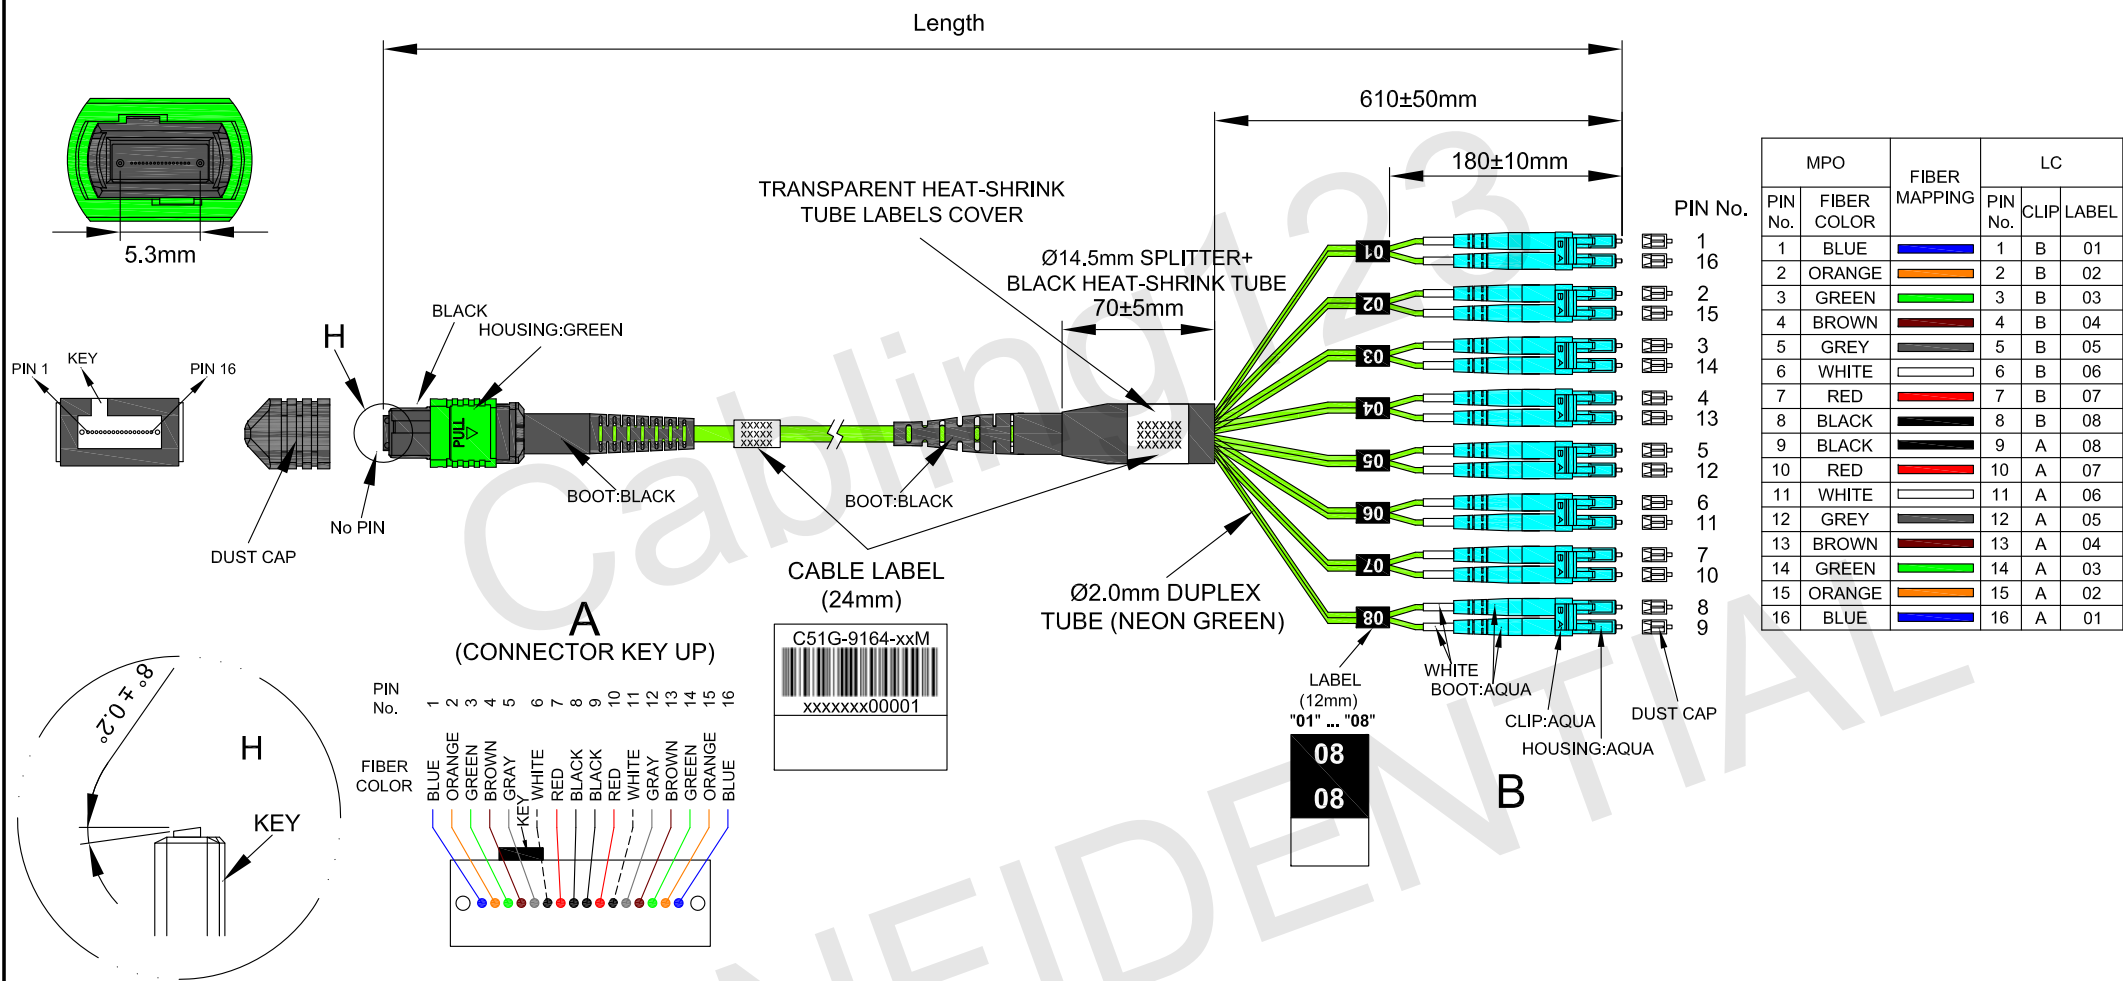 Length
610±50mm
180±10mm
5.3mm
TRANSPARENT HEAT-SHRINK
TUBE LABELS COVER
Ø14.5mm SPLITTER+
BLACK HEAT-SHRINK TUBE
70±5mm
PIN No.
H
BLACK
HOUSING:GREEN
PULL
KEY
PIN 1
PIN 16
DUST CAP
No PIN
BOOT:BLACK
XXXXX
XXXXX
XXXXX
BOOT:BLACK
XXXXXX
XXXXXX
XXXXXX
CABLE LABEL
(24mm)
C51G-9164-xxM
xxxxxxx00001
Ø2.0mm DUPLEX
TUBE (NEON GREEN)
01
02
03
04
05
06
07
08
1
16
2
15
3
14
4
13
5
12
6
11
7
10
8
9
WHITE
BOOT:AQUA
CLIP:AQUA
HOUSING:AQUA
DUST CAP
LABEL
(12mm)
"01" ... "08"
08
08
B
A
(CONNECTOR KEY UP)
PIN No. 1 2 3 4 5 6 7 8 9 10 11 12 13 14 15 16
FIBER COLOR BLUE ORANGE GREEN BROWN GRAY WHITE RED BLACK BLACK RED WHITE GRAY BROWN GREEN ORANGE BLUE
KEY
8° ± 0.2°
H
KEY
MPO FIBER MAPPING LC
PIN No. FIBER COLOR PIN No. CLIP LABEL
1 BLUE 1 B 01
2 ORANGE 2 B 02
3 GREEN 3 B 03
4 BROWN 4 B 04
5 GREY 5 B 05
6 WHITE 6 B 06
7 RED 7 B 07
8 BLACK 8 B 08
9 BLACK 9 A 08
10 RED 10 A 07
11 WHITE 11 A 06
12 GREY 12 A 05
13 BROWN 13 A 04
14 GREEN 14 A 03
15 ORANGE 15 A 02
16 BLUE 16 A 01
Cabling123
NFIDENTIAL